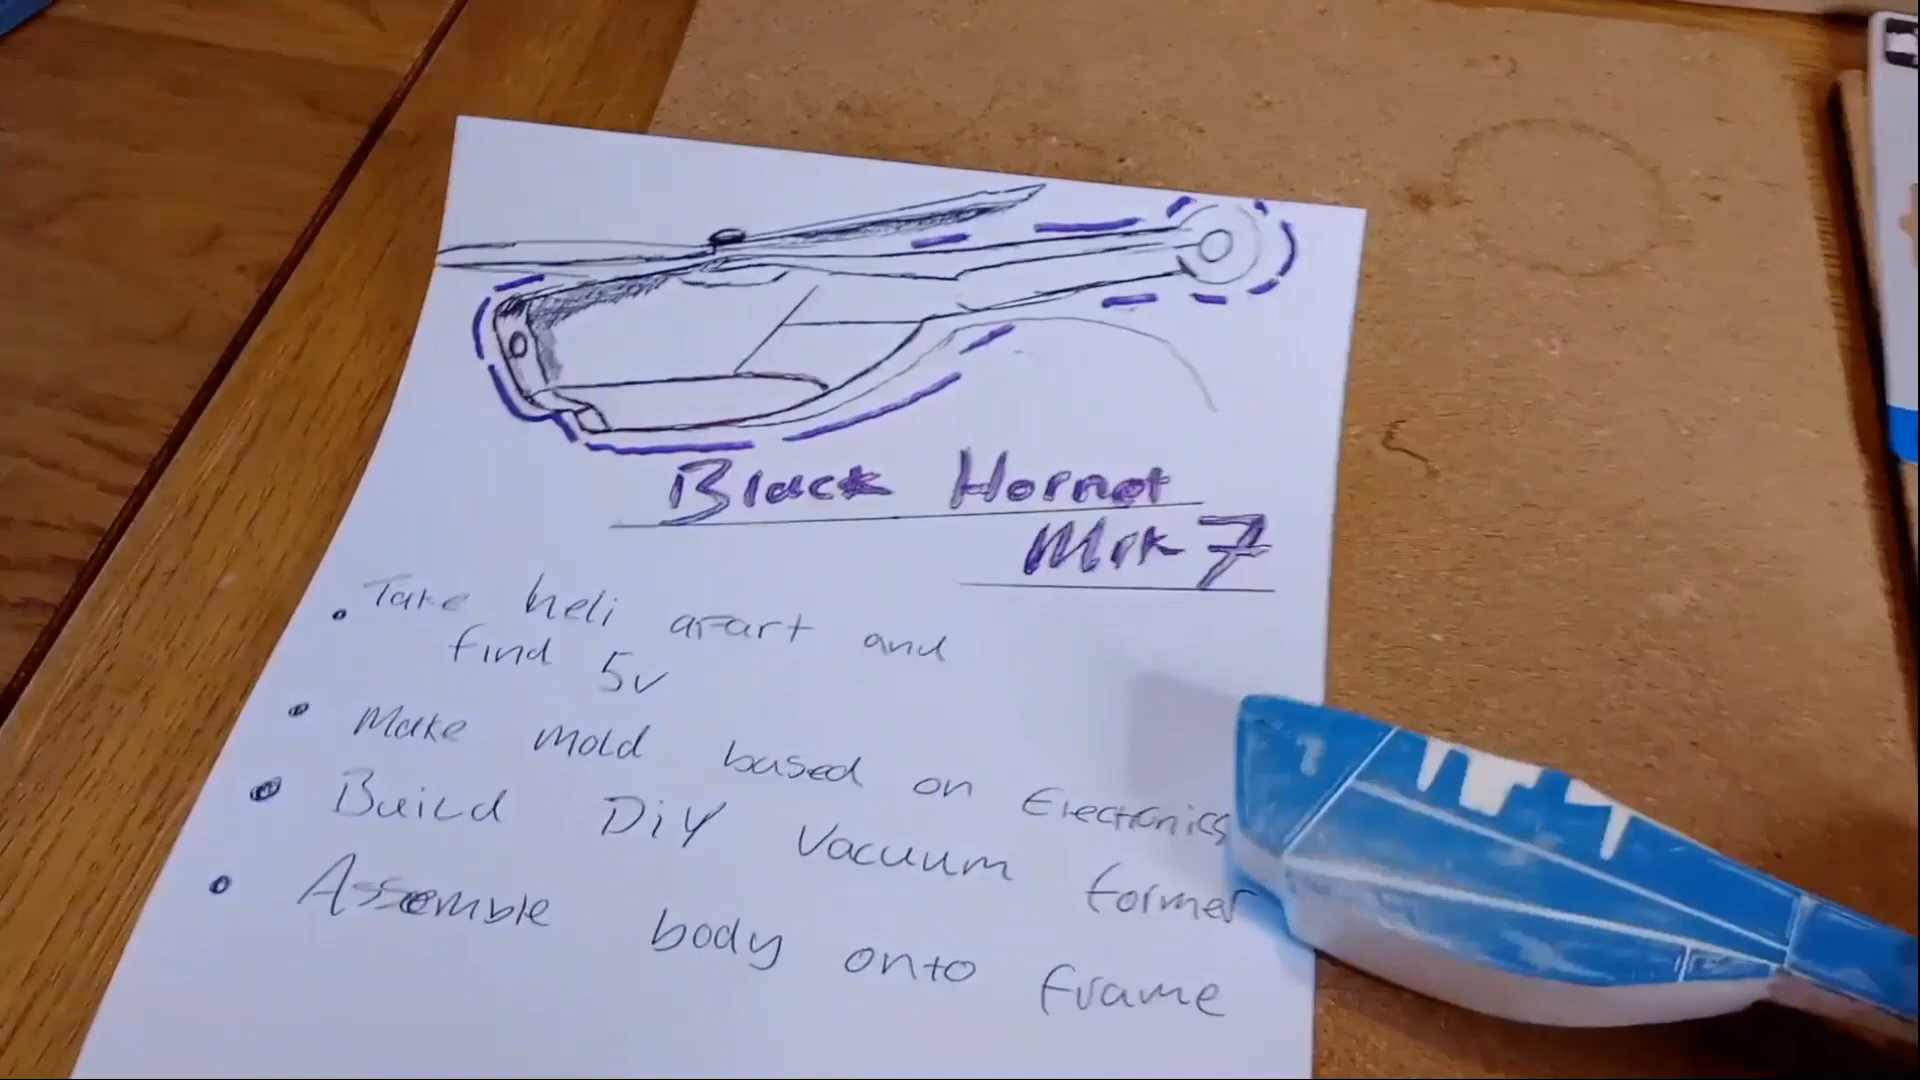 Black Hornet
Mrk 7
• Take heli apart and
find 5v
• Make mold based on Electronics
• Build DiY Vacuum former
• Assemble body onto frame